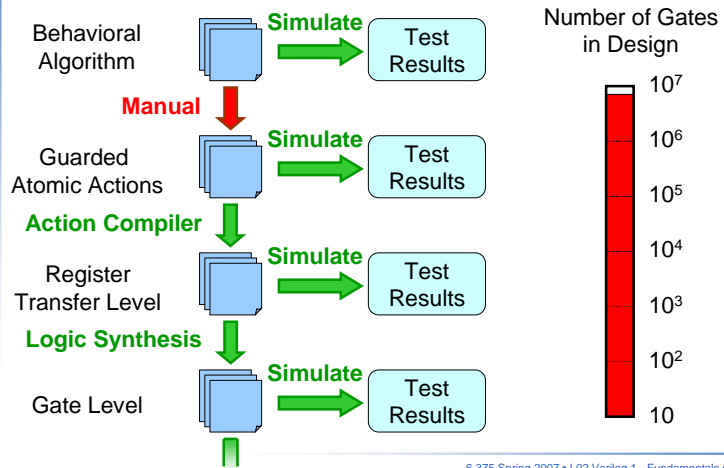 Behavioral
Algorithm
Simulate
Test
Results
Manual
Guarded
Atomic Actions
Simulate
Test
Results
Action Compiler
Register
Transfer Level
Simulate
Test
Results
Logic Synthesis
Gate Level
Simulate
Test
Results
Number of Gates
in Design
10⁷
10⁶
10⁵
10⁴
10³
10²
10
6.375 Spring 2007 • L02 Verilog 1 - Fundamentals